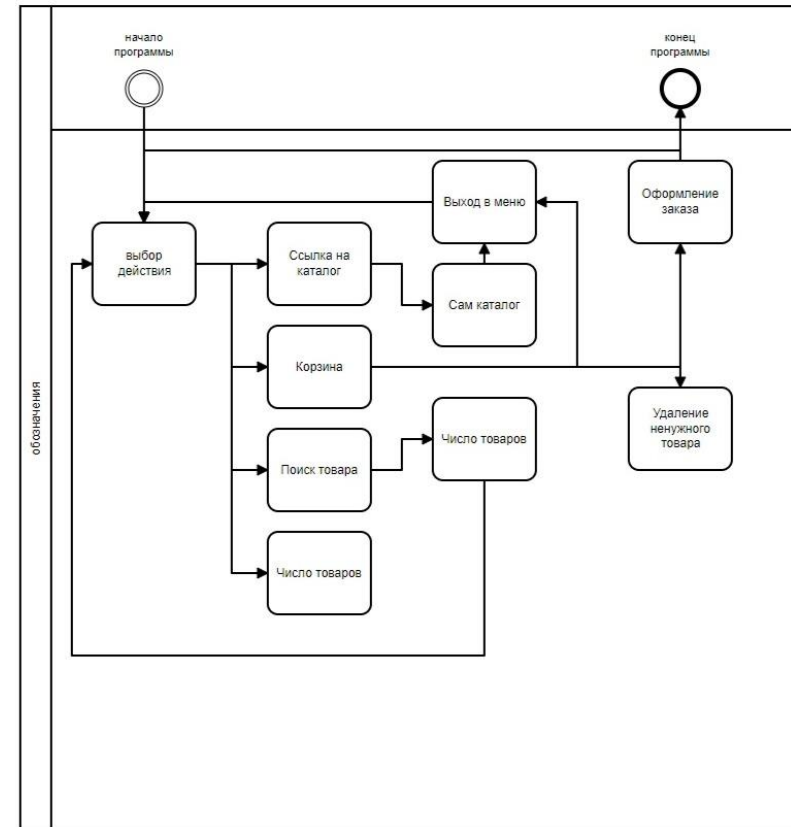 начало
программы
конец
программы
Выход в меню
Оформление
заказа
выбор
действия
Ссылка на
каталог
Сам каталог
Корзина
обозначения
Удаление
ненужного
товара
Число товаров
Поиск товара
Число товаров